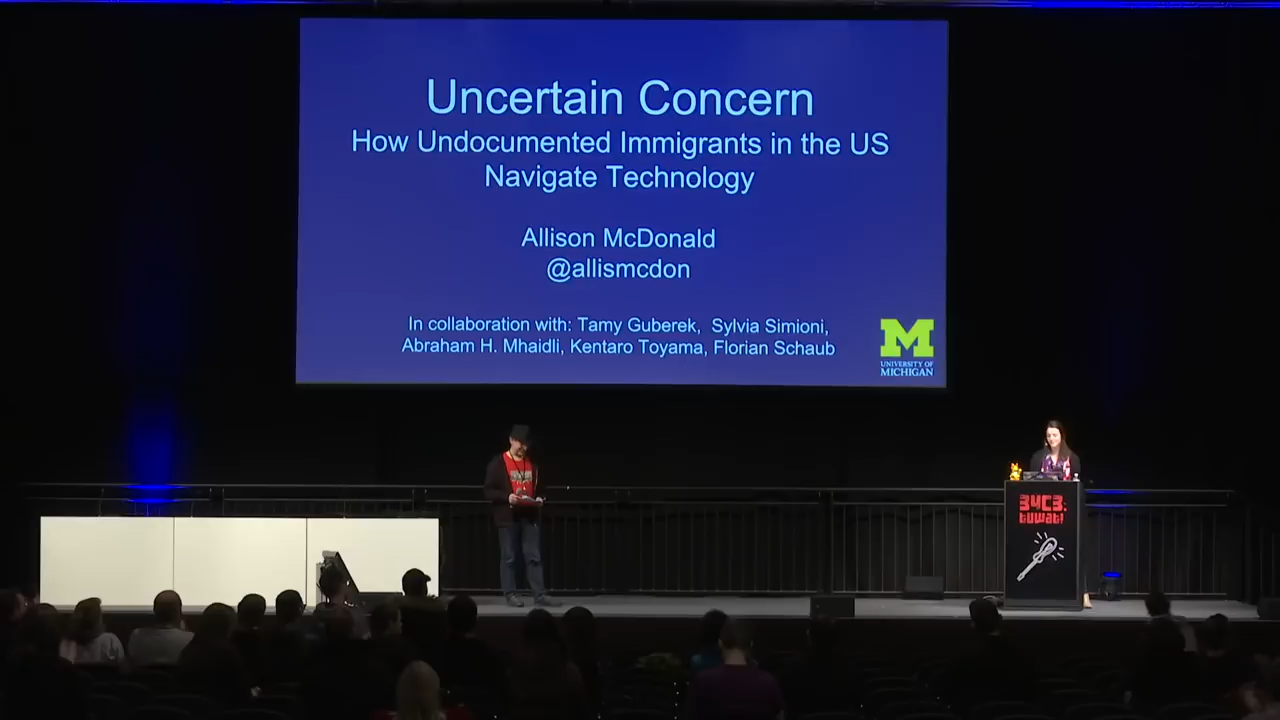 Uncertain Concern
How Undocumented Immigrants in the US
Navigate Technology
Allison McDonald
@allismcdon
In collaboration with: Tamy Guberek, Sylvia Simioni,
Abraham H. Mhaidli, Kentaro Toyama, Florian Schaub
M
UNIVERSITY OF
MICHIGAN
34C3:
tuwat!